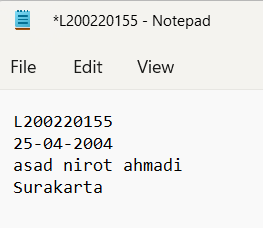 *L200220155 - Notepad
File Edit View
L200220155
25-04-2004
asad nirot ahmadi
Surakarta